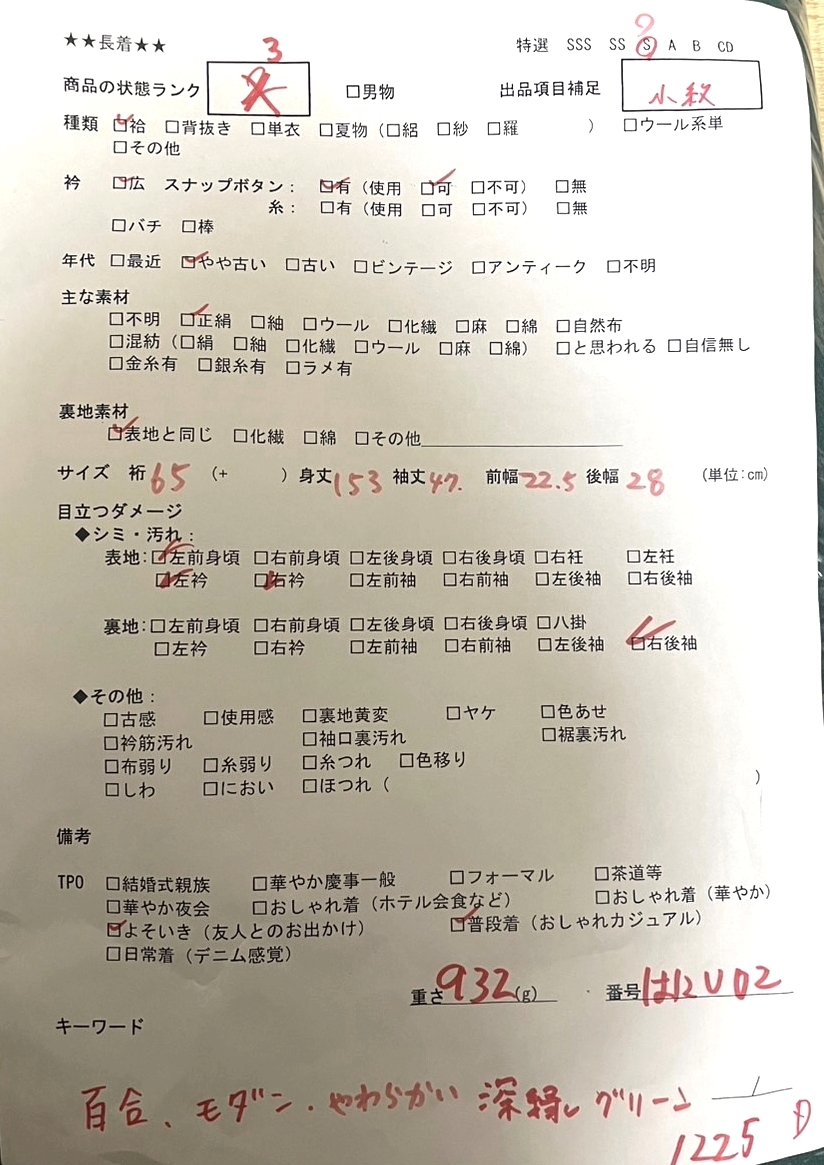 ★★長着★★ 特選 SSS SS S A B CD
3
商品の状態ランク □男物 出品項目補足 小紋
種類 □袷 □背抜き □単衣 □夏物（□絽 □紗 □羅 ） □ウール系単
□その他
衿 □広 スナップボタン： □有（使用 □可 □不可） □無
糸： □有（使用 □可 □不可） □無
□バチ □棒
年代 □最近 □やや古い □古い □ビンテージ □アンティーク □不明
主な素材
□不明 □正絹 □紬 □ウール □化繊 □麻 □綿 □自然布
□混紡（□絹 □紬 □化繊 □ウール □麻 □綿） □と思われる □自信無し
□金糸有 □銀糸有 □ラメ有
裏地素材
□表地と同じ □化繊 □綿 □その他
サイズ 裄 65 （+ ）身丈 153 袖丈 47. 前幅 22.5 後幅 28 （単位：cm）
目立つダメージ
◆シミ・汚れ：
表地：□左前身頃 □右前身頃 □左後身頃 □右後身頃 □右衽 □左衽
□左衿 □右衿 □左前袖 □右前袖 □左後袖 □右後袖
裏地：□左前身頃 □右前身頃 □左後身頃 □右後身頃 □八掛
□左衿 □右衿 □左前袖 □右前袖 □左後袖 □右後袖
◆その他：
□古感 □使用感 □裏地黄変 □ヤケ □色あせ
□衿筋汚れ □袖口裏汚れ □裾裏汚れ
□布弱り □糸弱り □糸つれ □色移り
□しわ □におい □ほつれ（ ）
備考
TPO □結婚式親族 □華やか慶事一般 □フォーマル □茶道等
□華やか夜会 □おしゃれ着（ホテル会食など） □おしゃれ着（華やか）
□よそいき（友人とのお出かけ） □普段着（おしゃれカジュアル）
□日常着（デニム感覚）
重さ 932 (g) 番号 はにU02
キーワード
百合、モダン、やわらかい 深緑、グリーン
1225